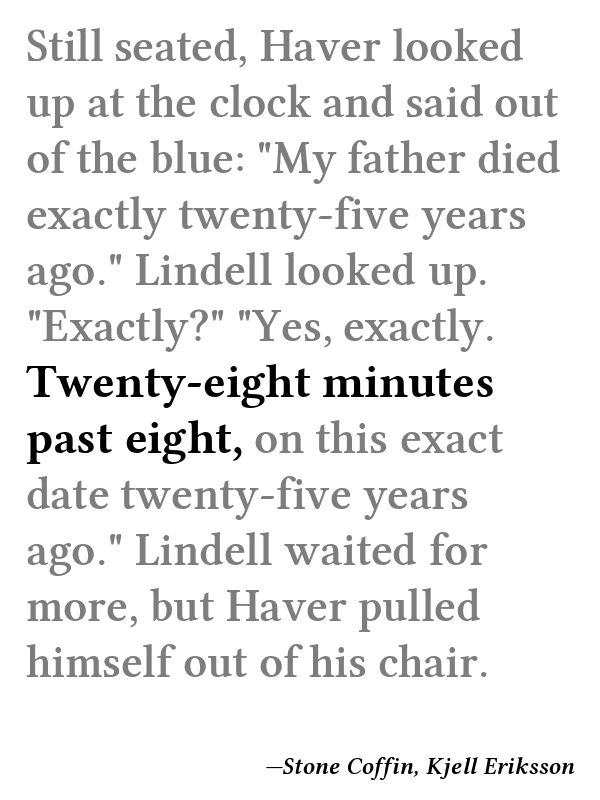 Still seated, Haver looked
up at the clock and said out
of the blue: "My father died
exactly twenty-five years
ago." Lindell looked up.
"Exactly?" "Yes, exactly.
Twenty-eight minutes
past eight, on this exact
date twenty-five years
ago." Lindell waited for
more, but Haver pulled
himself out of his chair.
—Stone Coffin, Kjell Eriksson